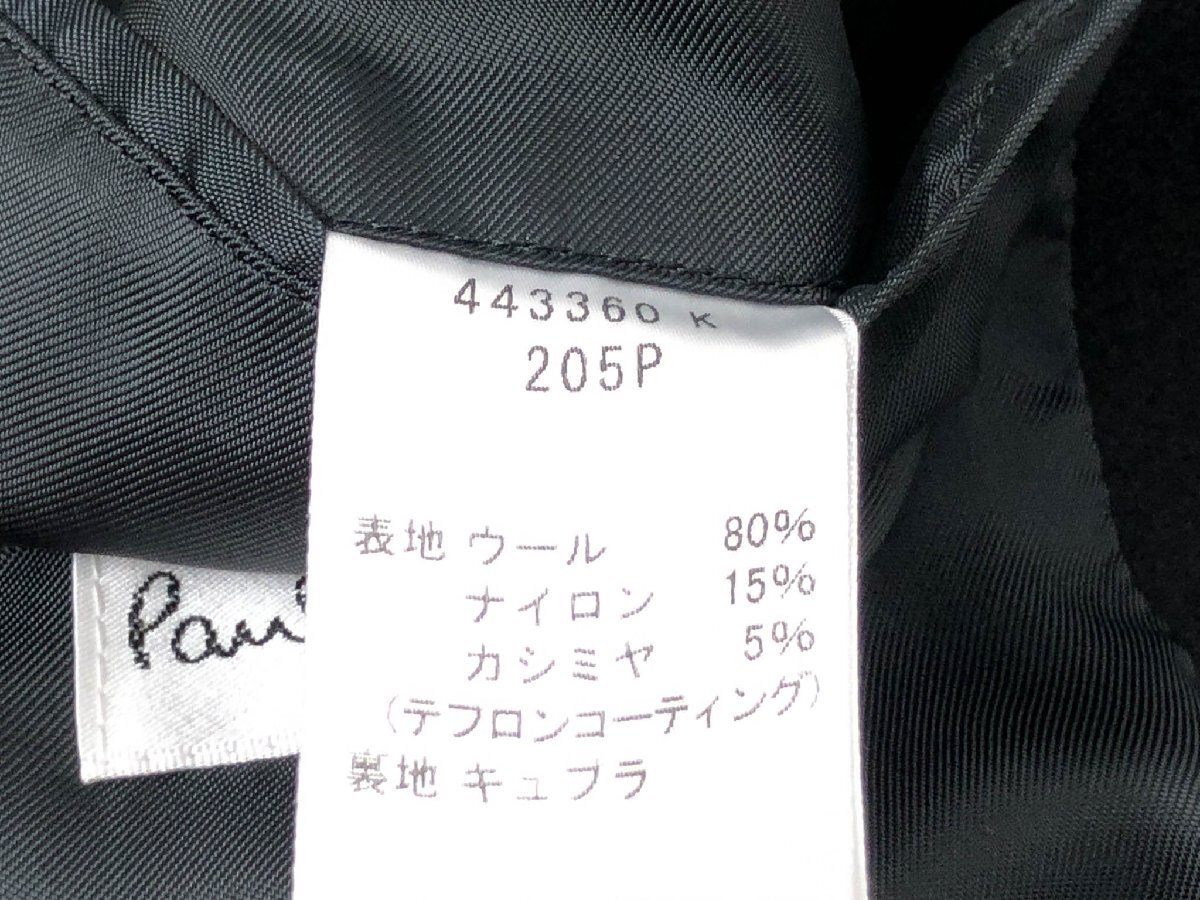 443360 K
205P
表地 ウール 80%
ナイロン 15%
カシミヤ 5%
(テフロンコーティング)
裏地 キュプラ
Paul